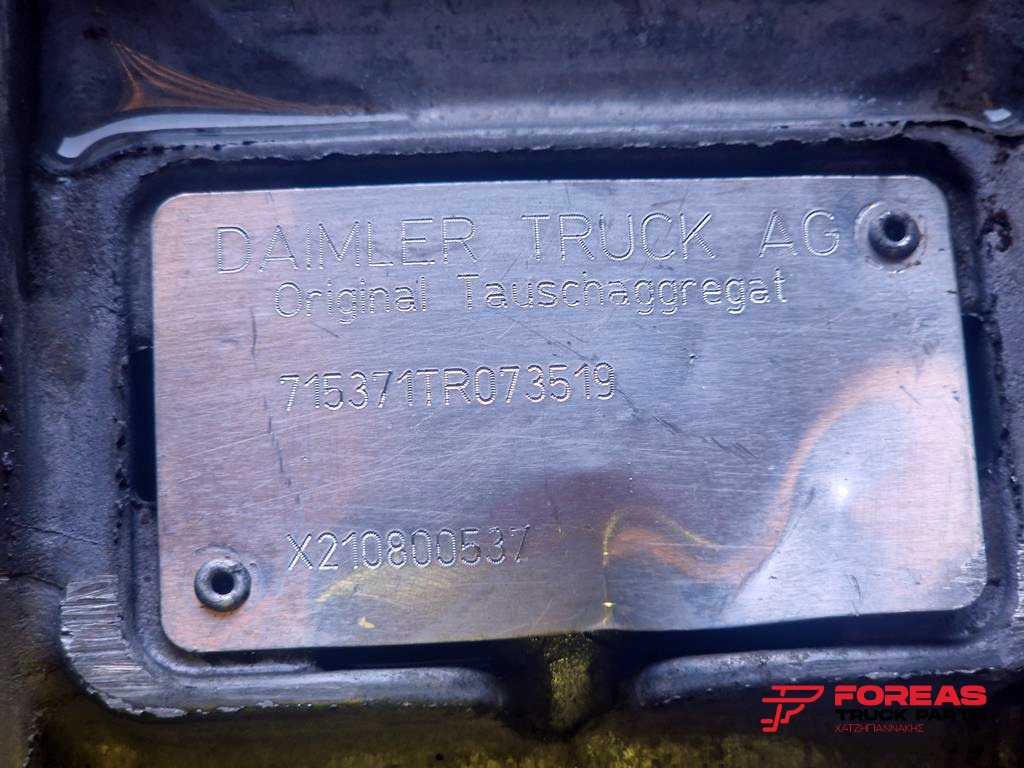 DAIMLER TRUCK AG
Original Tauschaggregat
715371TR073519
X210800537
FOREAS
TRUCK PARTS
ΧΑΤΖΗΓΙΑΝΝΑΚΗΣ